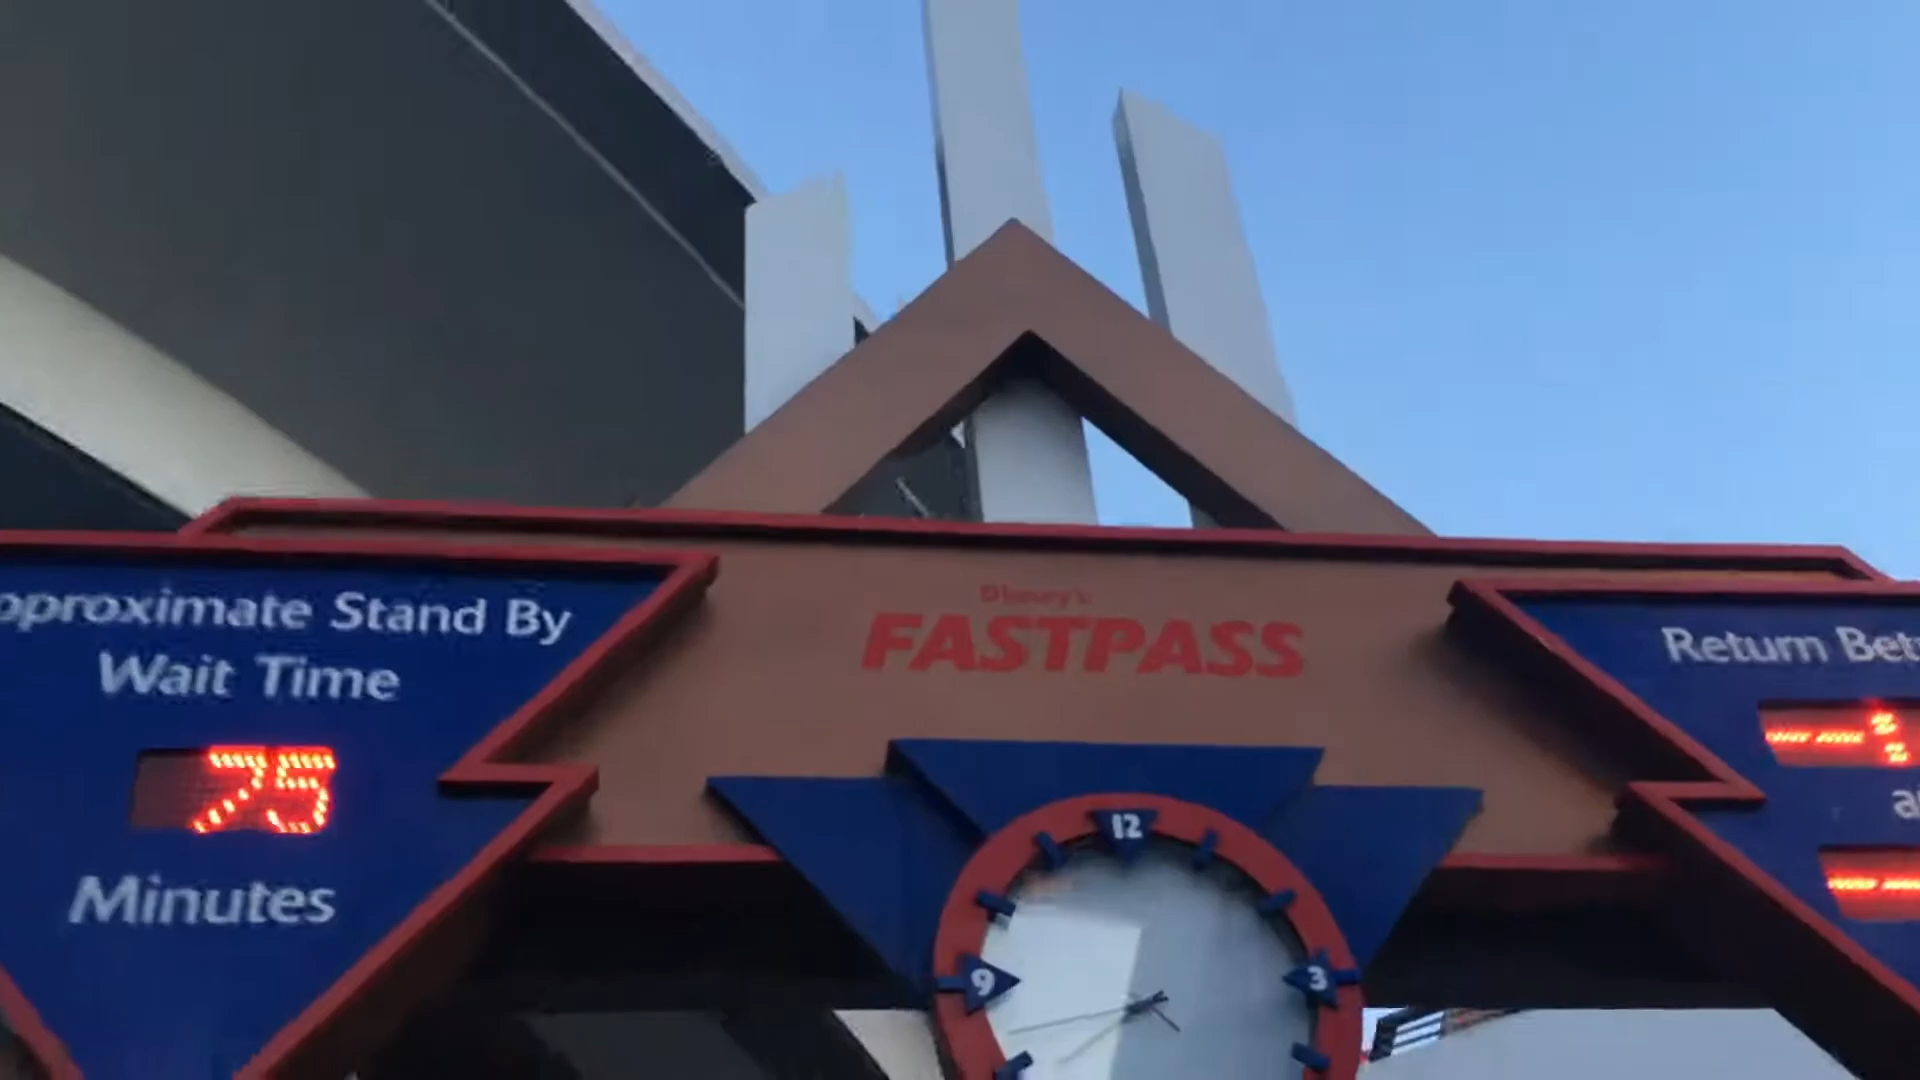 pproximate Stand By
Wait Time
75
Minutes
Disney's
FASTPASS
Return Bet
--:
a
--
12
9
3